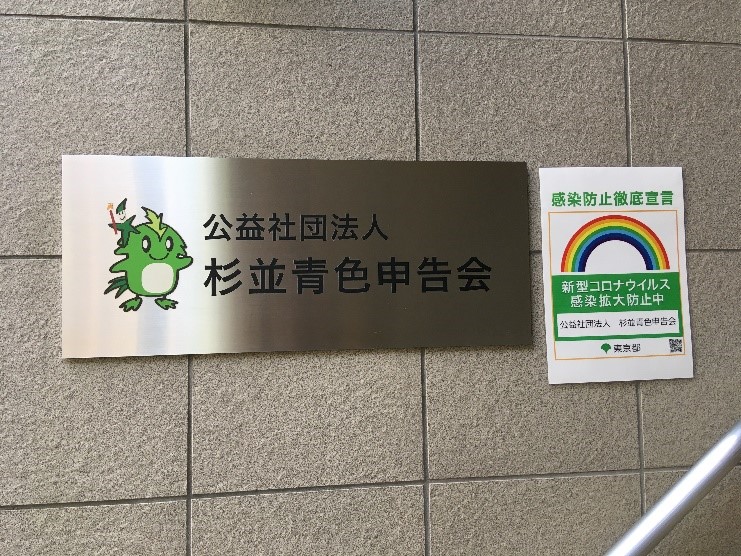 公益社団法人
杉並青色申告会
感染防止徹底宣言
新型コロナウイルス
感染拡大防止中
公益社団法人　杉並青色申告会
東京都